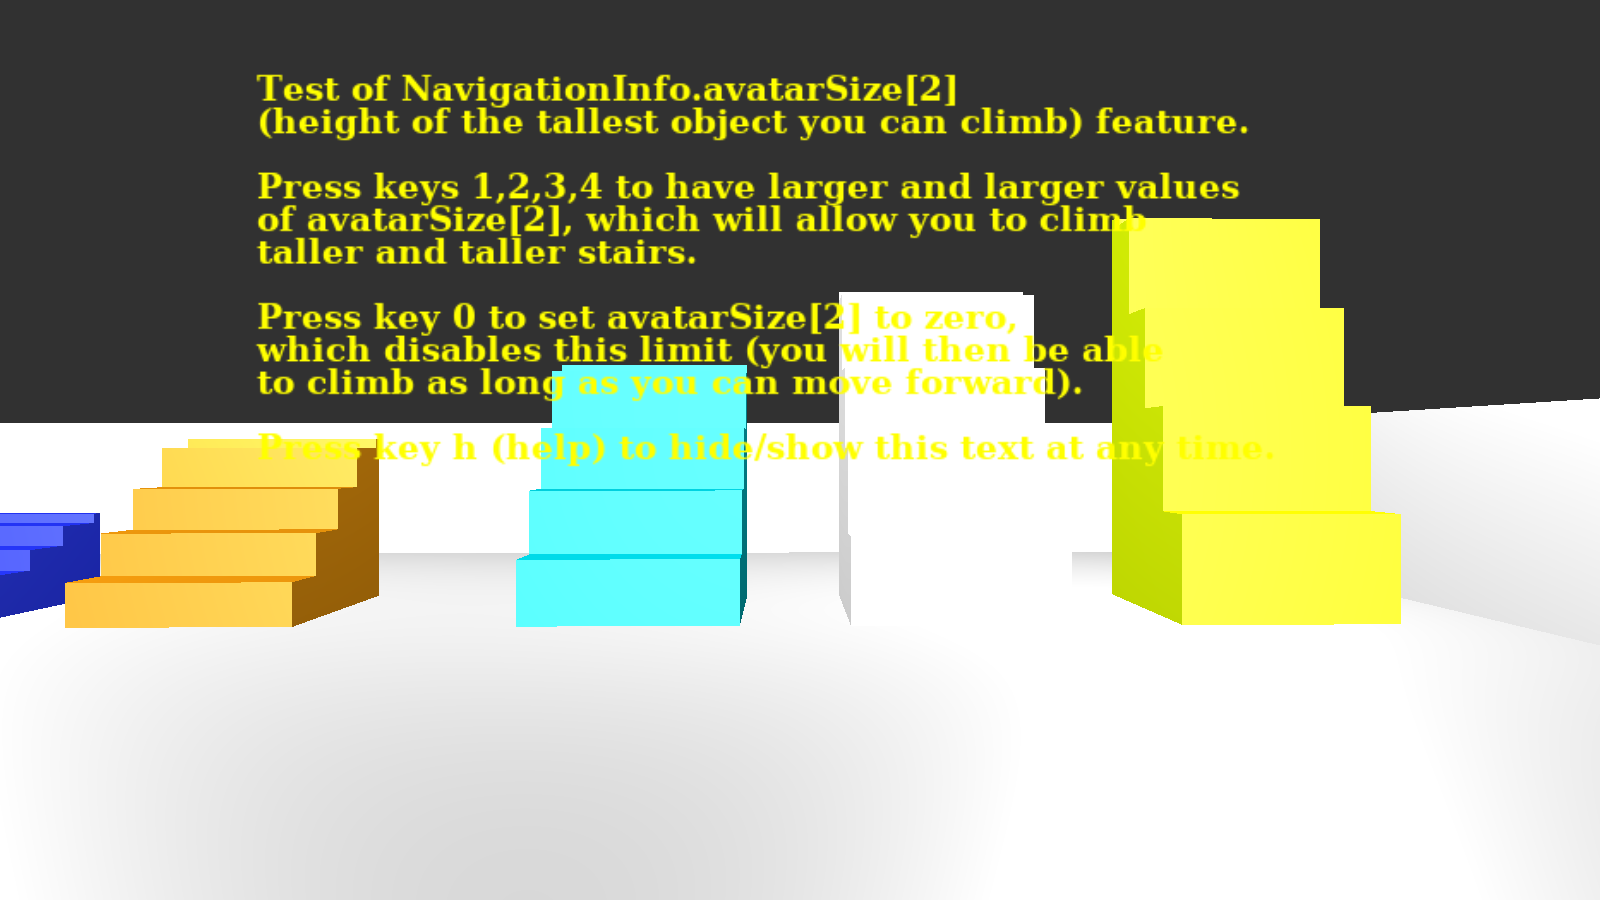 Test of NavigationInfo.avatarSize[2]
(height of the tallest object you can climb) feature.
Press keys 1,2,3,4 to have larger and larger values
of avatarSize[2], which will allow you to climb
taller and taller stairs.
Press key 0 to set avatarSize[2] to zero,
which disables this limit (you will then be able
to climb as long as you can move forward).
Press key h (help) to hide/show this text at any time.